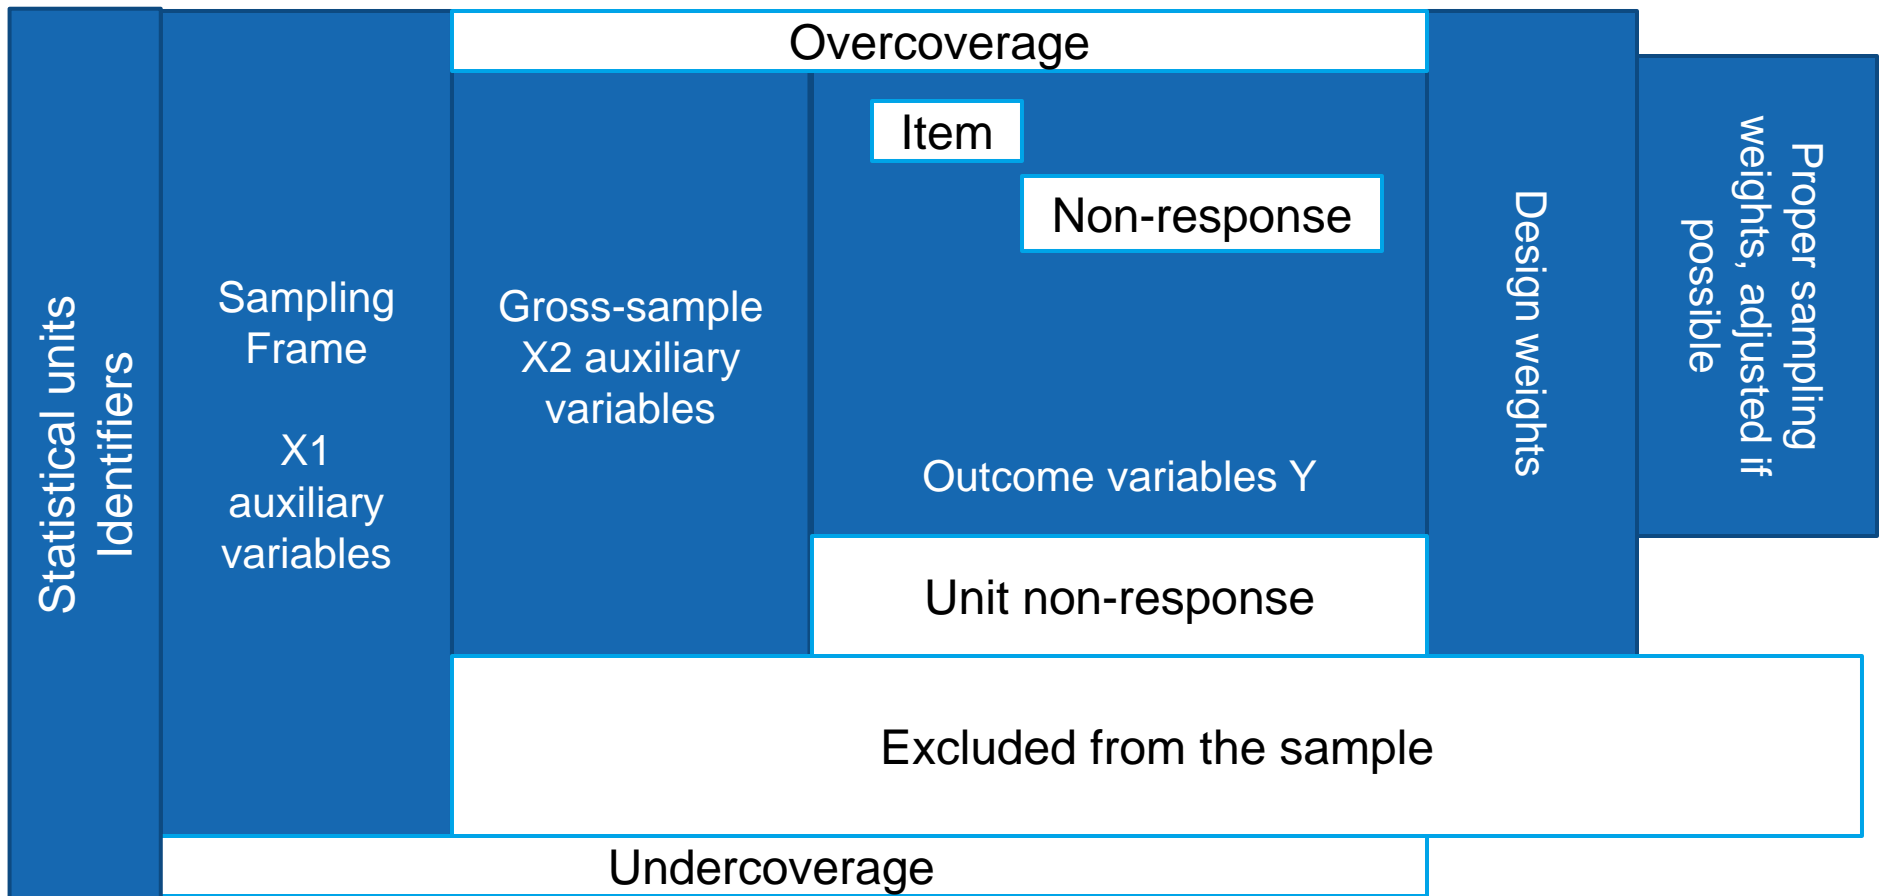 Overcoverage
Statistical units
Identifiers
Sampling
Frame
X1
auxiliary
variables
Gross-sample
X2 auxiliary
variables
Item
Non-response
Outcome variables Y
Unit non-response
Design weights
Proper sampling
weights, adjusted if
possible
Excluded from the sample
Undercoverage